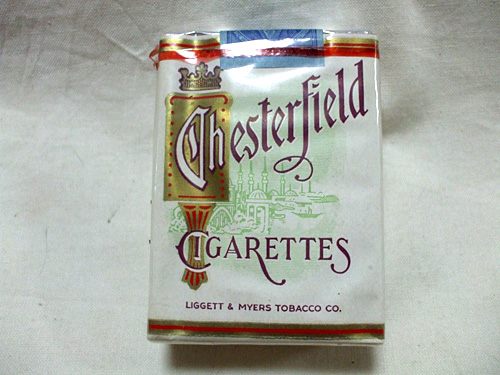 Chesterfield
CIGARETTES
LIGGETT & MYERS TOBACCO CO.